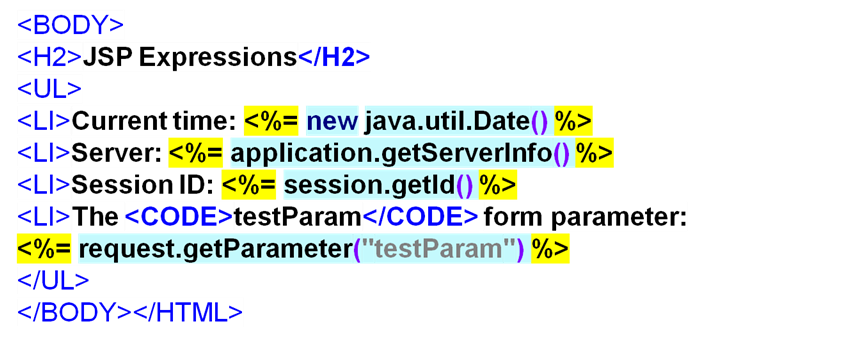 <BODY>
<H2>JSP Expressions</H2>
<UL>
<LI>Current time: <%= new java.util.Date() %>
<LI>Server: <%= application.getServerInfo() %>
<LI>Session ID: <%= session.getId() %>
<LI>The <CODE>testParam</CODE> form parameter:
<%= request.getParameter("testParam") %>
</UL>
</BODY></HTML>